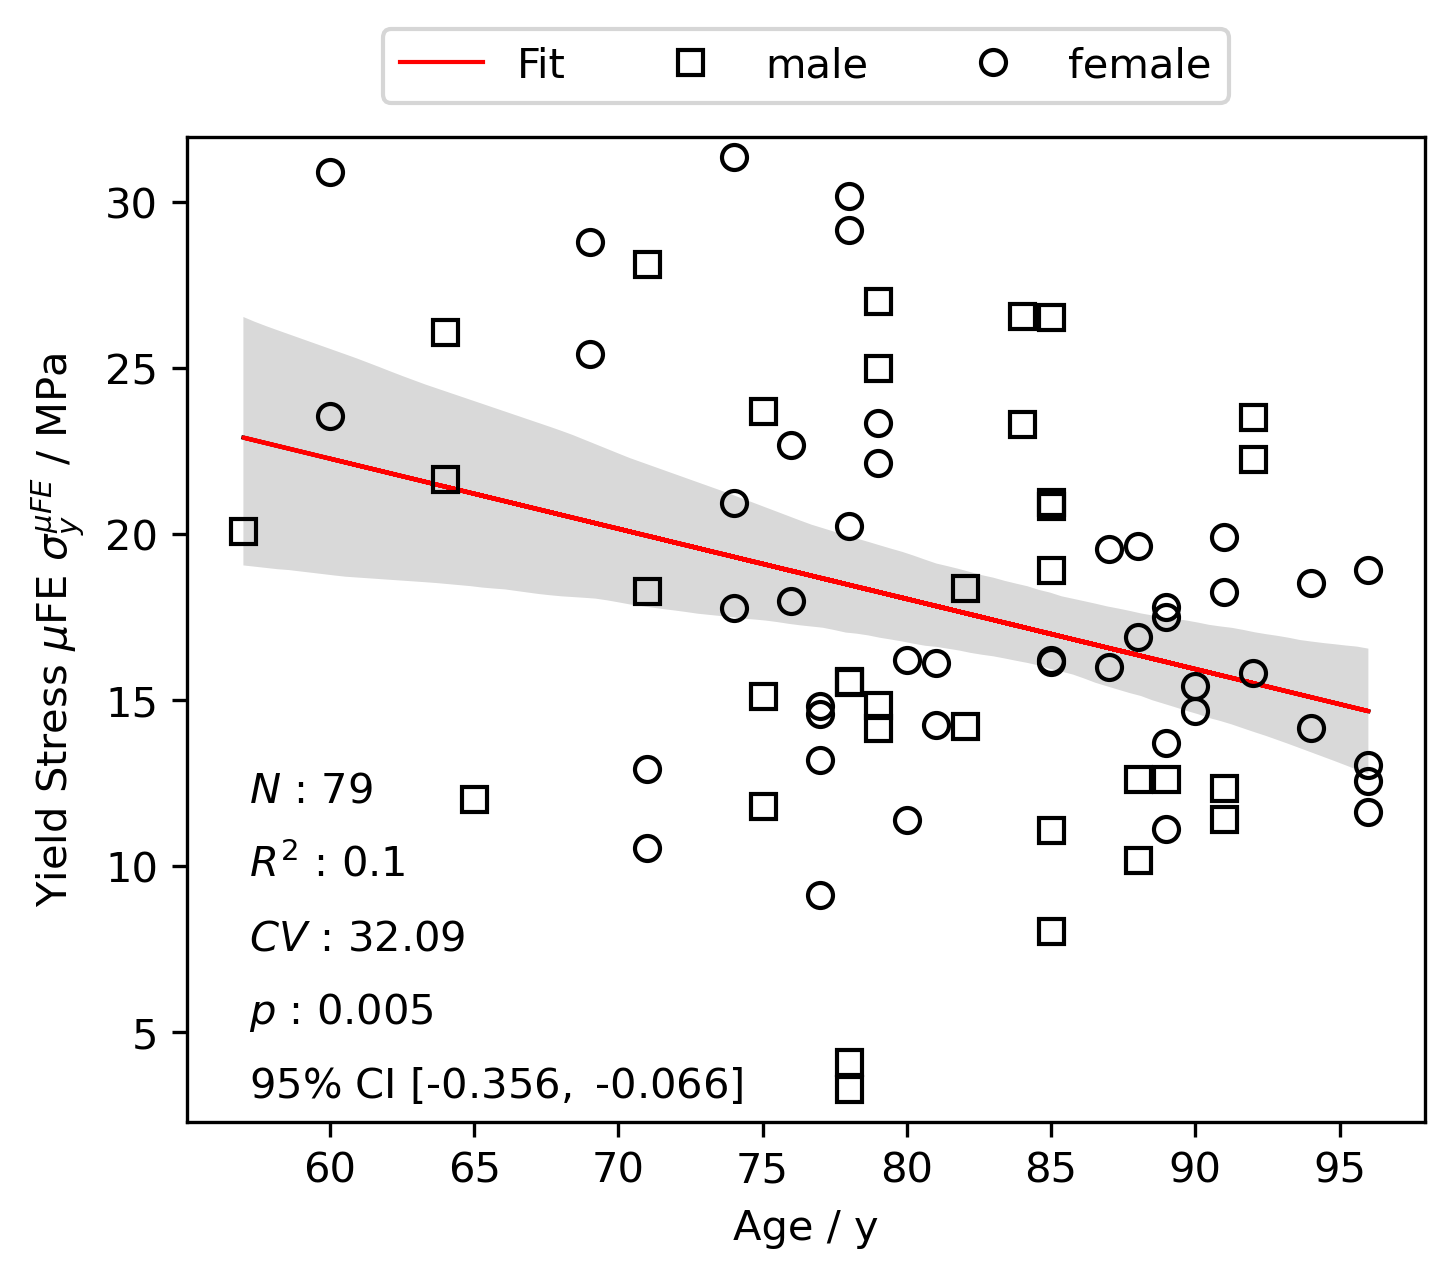 Fit male female
30
25
20
15
10
5
Yield Stress μFE σ_y^{μFE} / MPa
N : 79
R² : 0.1
CV : 32.09
p : 0.005
95% CI [-0.356, -0.066]
60 65 70 75 80 85 90 95
Age / y